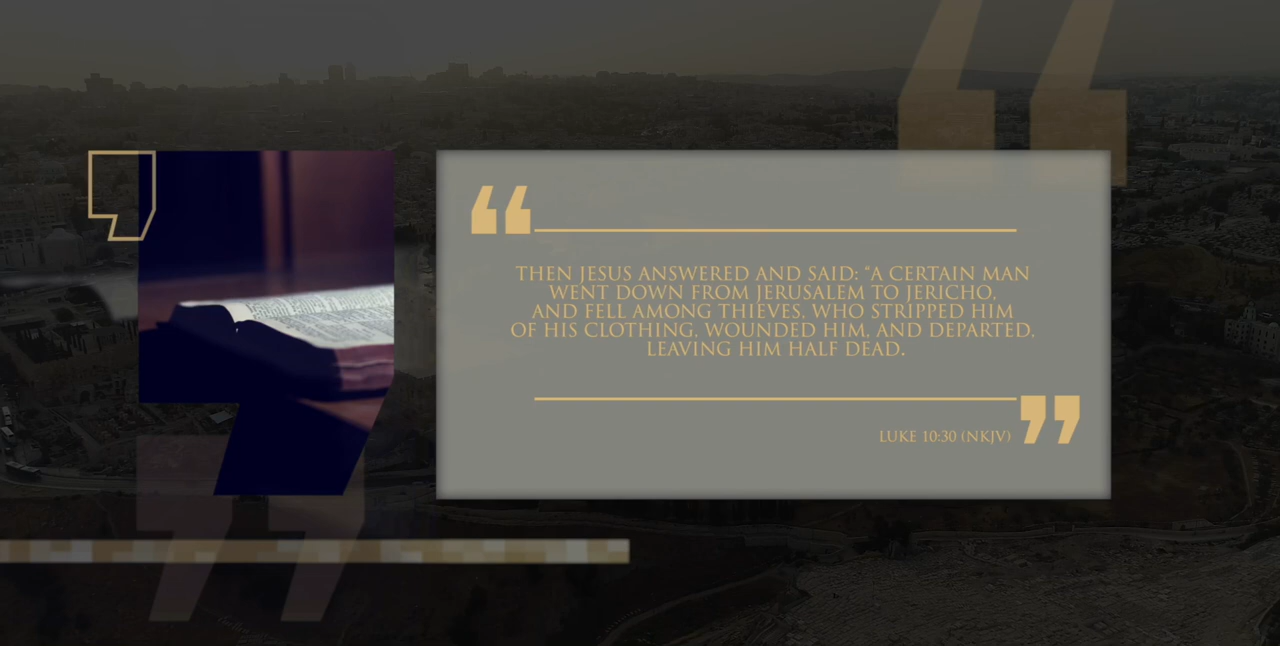 THEN JESUS ANSWERED AND SAID: "A CERTAIN MAN
WENT DOWN FROM JERUSALEM TO JERICHO,
AND FELL AMONG THIEVES, WHO STRIPPED HIM
OF HIS CLOTHING, WOUNDED HIM, AND DEPARTED,
LEAVING HIM HALF DEAD.
LUKE 10:30 (NKJV)